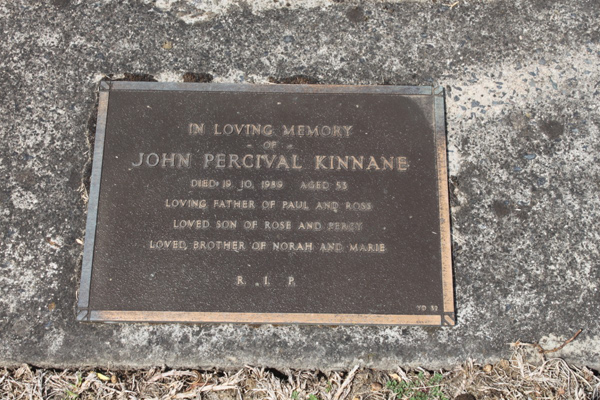 IN LOVING MEMORY
- OF -
JOHN PERCIVAL KINNANE
DIED 19. 10. 1989 AGED 53
LOVING FATHER OF PAUL AND ROSS
LOVED SON OF ROSE AND PERCY
LOVED BROTHER OF NORAH AND MARIE
R. I. P.